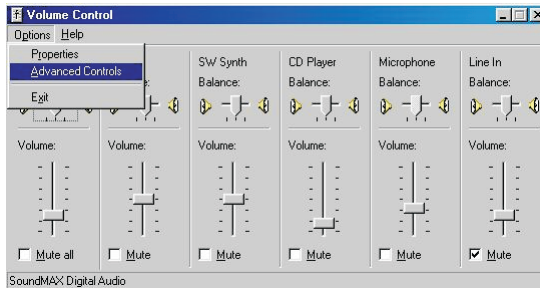 Volume Control
Options Help
Properties
Advanced Controls
Exit
SW Synth CD Player Microphone Line In
Balance: Balance: Balance: Balance:
Volume: Volume: Volume: Volume: Volume: Volume:
Mute all Mute Mute Mute Mute Mute
SoundMAX Digital Audio